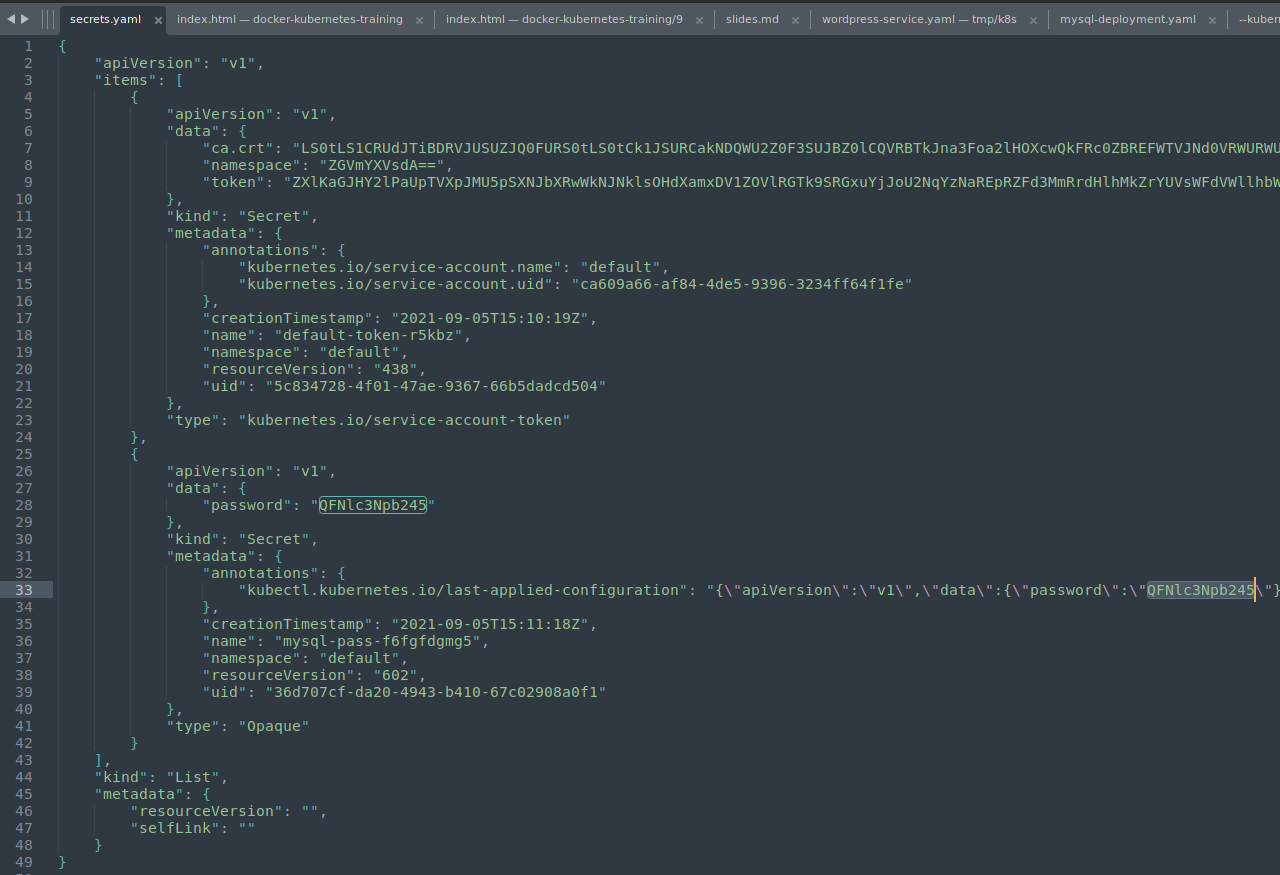 secrets.yaml × index.html — docker-kubernetes-training × index.html — docker-kubernetes-training/9 × slides.md × wordpress-service.yaml — tmp/k8s × mysql-deployment.yaml × --kuber
1 {
2 "apiVersion": "v1",
3 "items": [
4 {
5 "apiVersion": "v1",
6 "data": {
7 "ca.crt": "LS0tLS1CRUdJTiBDRVJUSUZJQ0FURS0tLS0tCk1JSURCakNDQWU2Z0F3SUJBZ0lCQVRBTkJna3Foa2lHOXcwQkFRc0ZBREFWTVJNd0VRWURWU
8 "namespace": "ZGVmYXVsdA==",
9 "token": "ZXlKaGJHY2lPaUpTVXpJMU5pSXNJbXRwWkNJNklsOHdXamxDV1ZOVlRGTk9SRGxuYjJoU2NqYzNaREpRZFd3MmRrdHlhMkZrYUVsWFdVWllhbW
10 },
11 "kind": "Secret",
12 "metadata": {
13 "annotations": {
14 "kubernetes.io/service-account.name": "default",
15 "kubernetes.io/service-account.uid": "ca609a66-af84-4de5-9396-3234ff64f1fe"
16 },
17 "creationTimestamp": "2021-09-05T15:10:19Z",
18 "name": "default-token-r5kbz",
19 "namespace": "default",
20 "resourceVersion": "438",
21 "uid": "5c834728-4f01-47ae-9367-66b5dadcd504"
22 },
23 "type": "kubernetes.io/service-account-token"
24 },
25 {
26 "apiVersion": "v1",
27 "data": {
28 "password": "QFNlc3Npb245"
29 },
30 "kind": "Secret",
31 "metadata": {
32 "annotations": {
33 "kubectl.kubernetes.io/last-applied-configuration": "{\"apiVersion\":\"v1\",\"data\":{\"password\":\"QFNlc3Npb245\"}
34 },
35 "creationTimestamp": "2021-09-05T15:11:18Z",
36 "name": "mysql-pass-f6fgfdgmg5",
37 "namespace": "default",
38 "resourceVersion": "602",
39 "uid": "36d707cf-da20-4943-b410-67c02908a0f1"
40 },
41 "type": "Opaque"
42 }
43 ],
44 "kind": "List",
45 "metadata": {
46 "resourceVersion": "",
47 "selfLink": ""
48 }
49 }